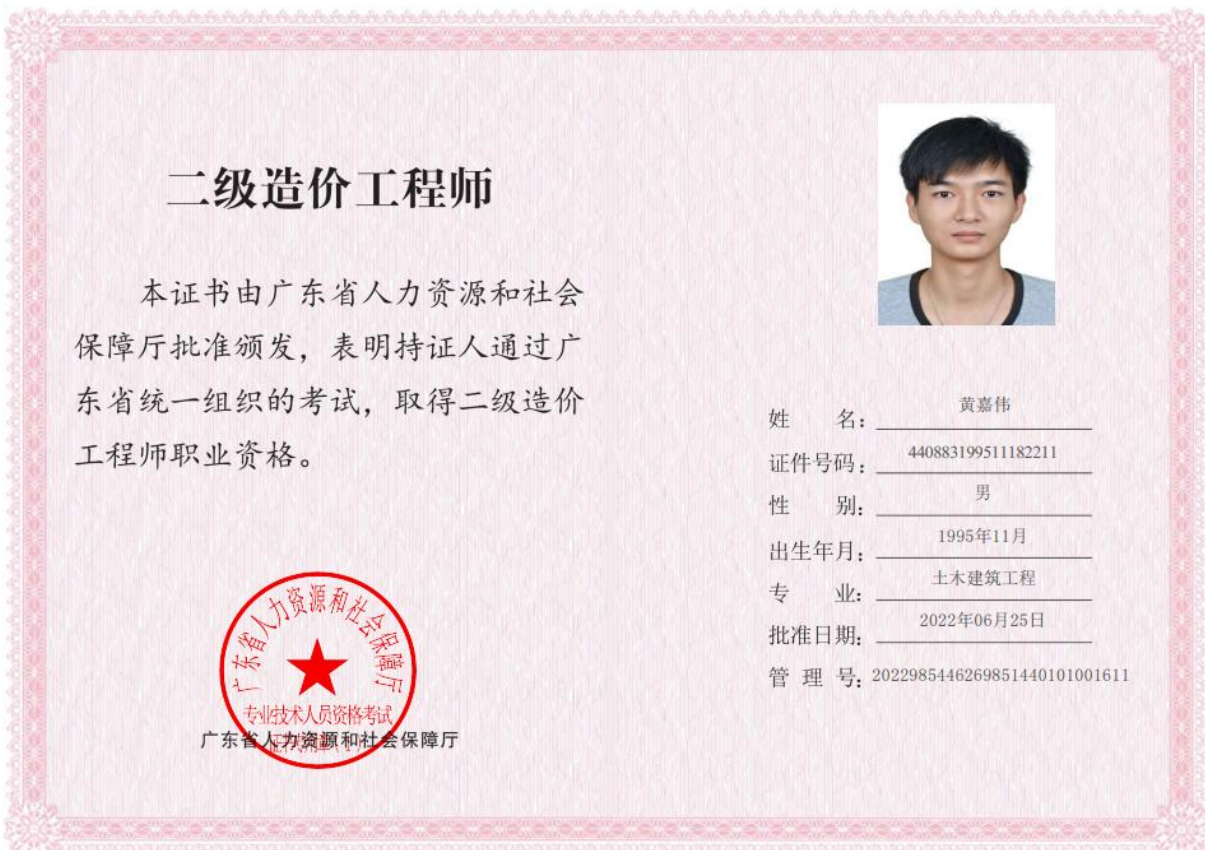 二级造价工程师
本证书由广东省人力资源和社会
保障厅批准颁发，表明持证人通过广
东省统一组织的考试，取得二级造价
工程师职业资格。
广东省人力资源和社会保障厅
专业技术人员资格考试
广东省人力资源和社会保障厅
姓 名：黄嘉伟
证件号码：440883199511182211
性 别：男
出生年月：1995年11月
专 业：土木建筑工程
批准日期：2022年06月25日
管 理 号：20229854462698514401010016​11